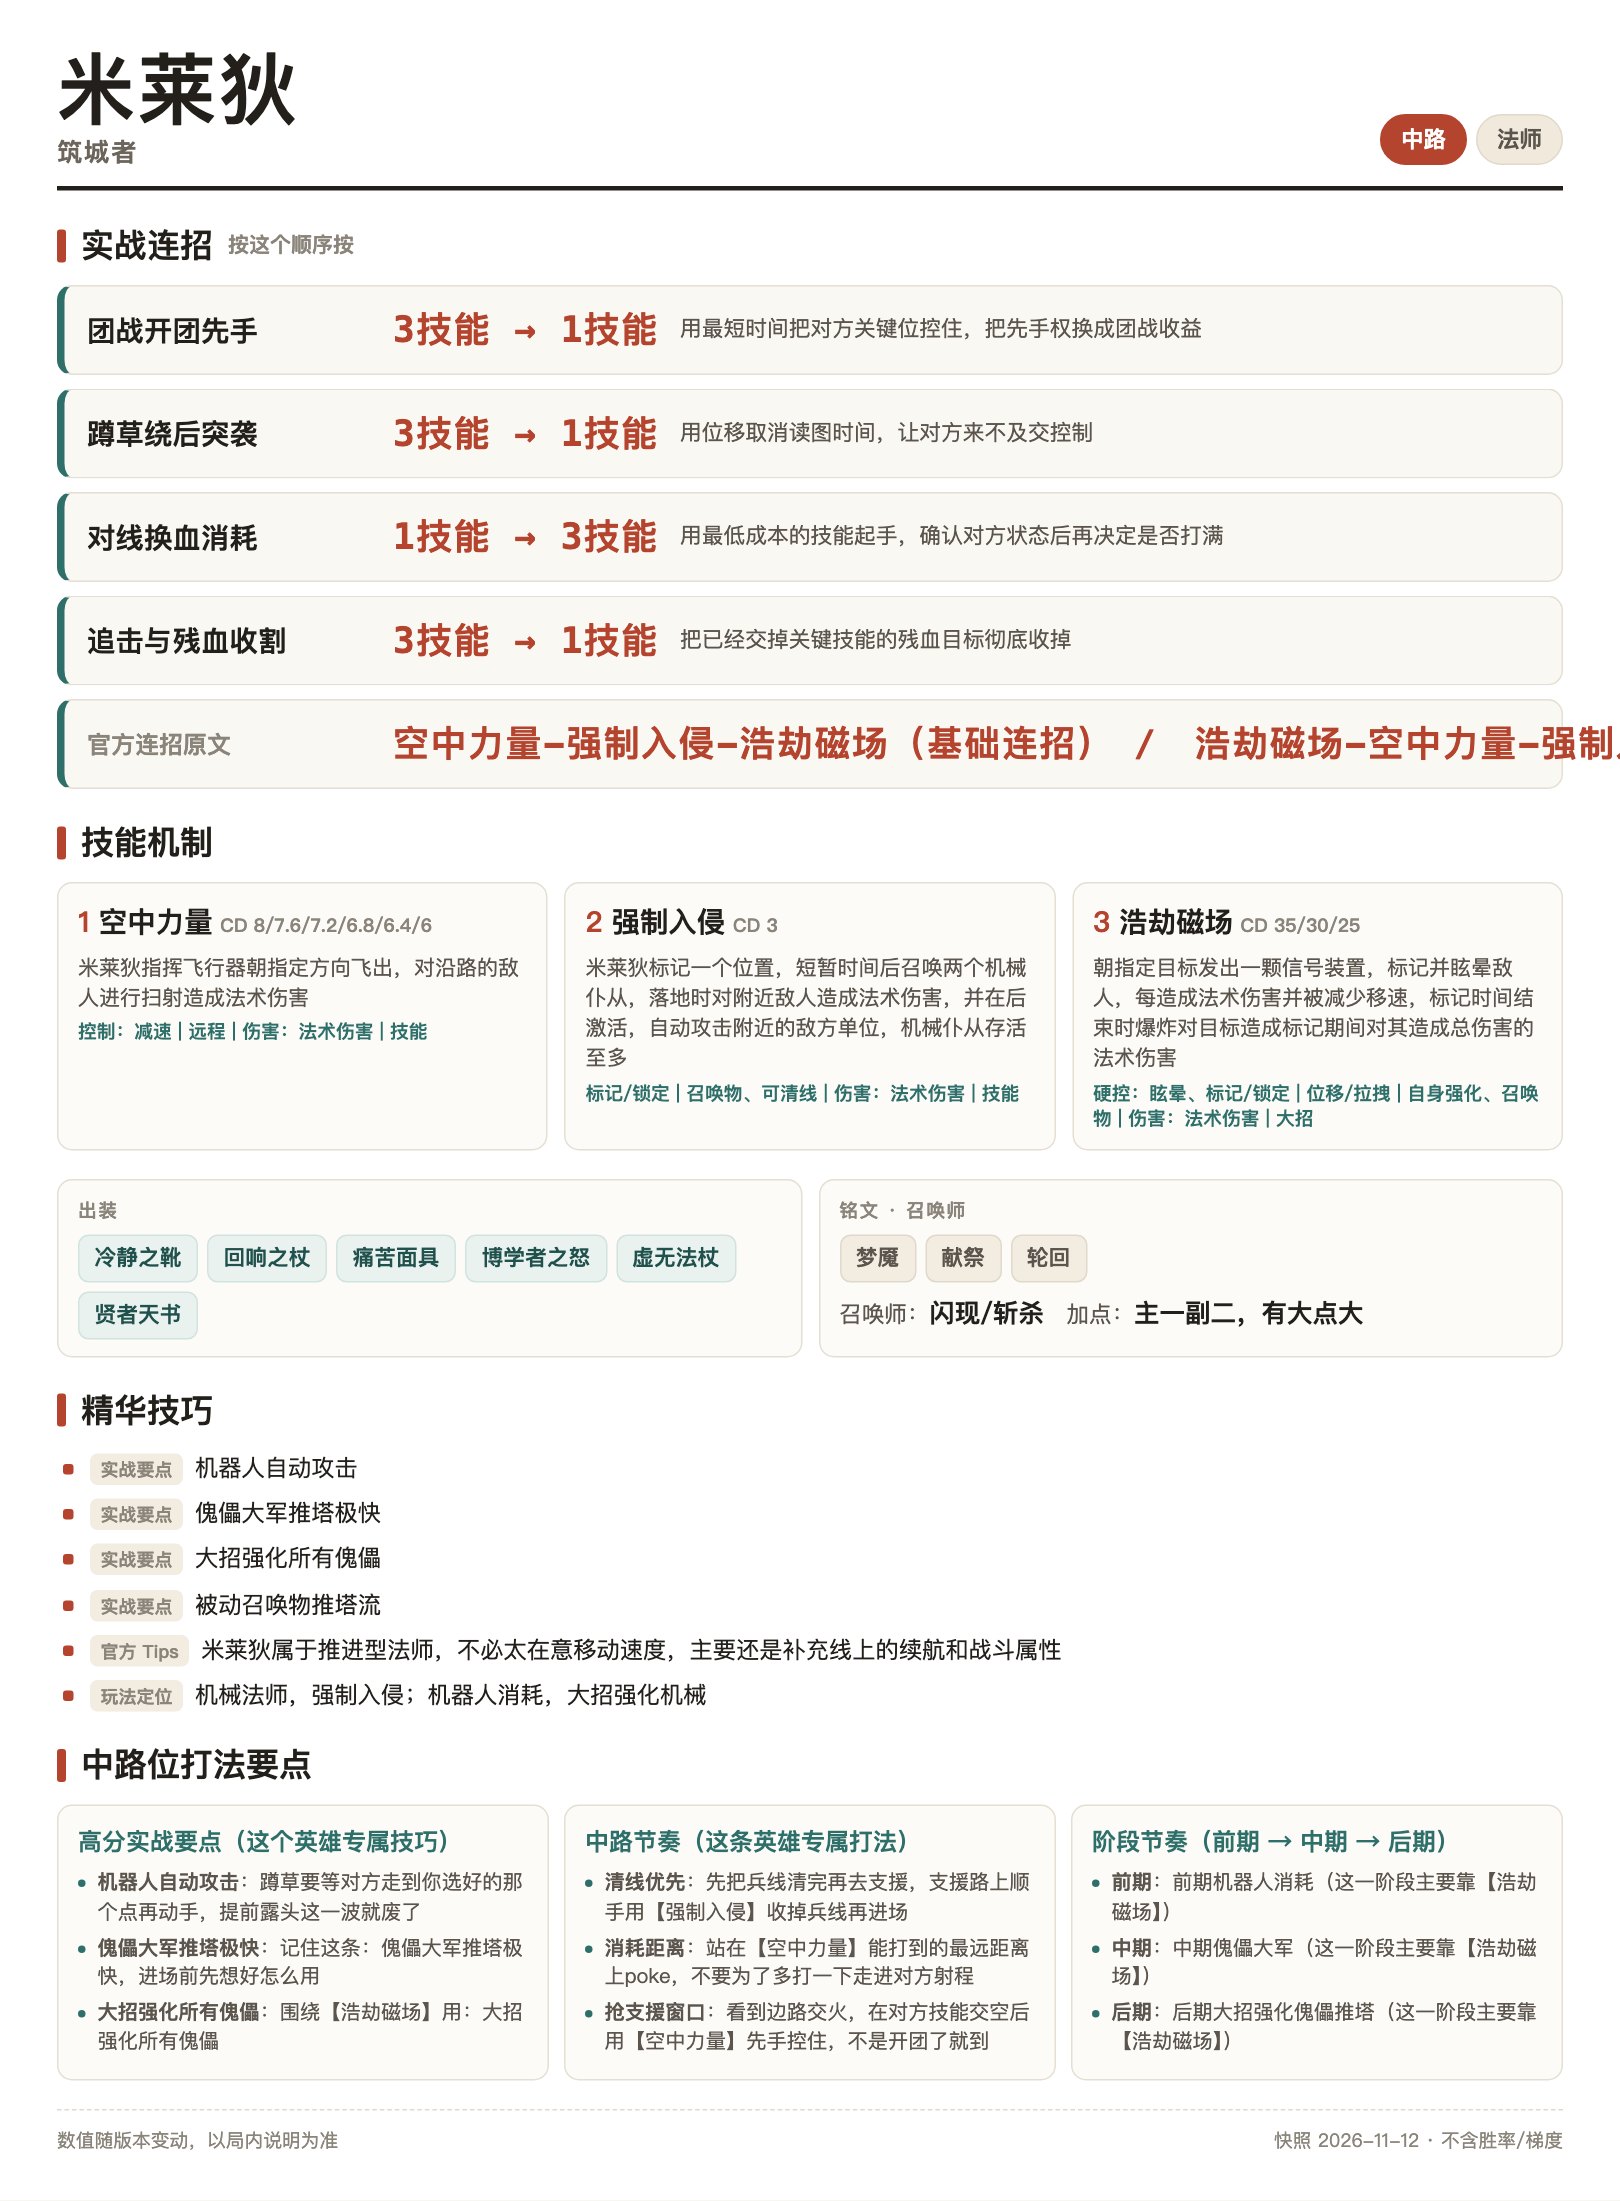 米莱狄
筑城者
中路 法师
实战连招 按这个顺序按
团战开团先手 3技能 → 1技能 用最短时间把对方关键位控住，把先手权换成团战收益
蹲草绕后突袭 3技能 → 1技能 用位移取消读图时间，让对方来不及交控制
对线换血消耗 1技能 → 3技能 用最低成本的技能起手，确认对方状态后再决定是否打满
追击与残血收割 3技能 → 1技能 把已经交掉关键技能的残血目标彻底收掉
官方连招原文 空中力量-强制入侵-浩劫磁场（基础连招） / 浩劫磁场-空中力量-强制
技能机制
1 空中力量 CD 8/7.6/7.2/6.8/6.4/6
米莱狄指挥飞行器朝指定方向飞出，对沿路的敌
人进行扫射造成法术伤害
控制：减速 | 远程 | 伤害：法术伤害 | 技能
2 强制入侵 CD 3
米莱狄标记一个位置，短暂时间后召唤两个机械
仆从，落地时对附近敌人造成法术伤害，并在后
激活，自动攻击附近的敌方单位，机械仆从存活
至多
标记/锁定 | 召唤物、可清线 | 伤害：法术伤害 | 技能
3 浩劫磁场 CD 35/30/25
朝指定目标发出一颗信号装置，标记并眩晕敌
人，每造成法术伤害并被减少移速，标记时间结
束时爆炸对目标造成标记期间对其造成总伤害的
法术伤害
硬控：眩晕、标记/锁定 | 位移/拉拽 | 自身强化、召唤
物 | 伤害：法术伤害 | 大招
出装
冷静之靴 回响之杖 痛苦面具 博学者之怒 虚无法杖
贤者天书
铭文 · 召唤师
梦魇 献祭 轮回
召唤师：闪现/斩杀 加点：主一副二，有大点大
精华技巧
实战要点 机器人自动攻击
实战要点 傀儡大军推塔极快
实战要点 大招强化所有傀儡
实战要点 被动召唤物推塔流
官方 Tips 米莱狄属于推进型法师，不必太在意移动速度，主要还是补充线上的续航和战斗属性
玩法定位 机械法师，强制入侵；机器人消耗，大招强化机械
中路位打法要点
高分实战要点（这个英雄专属技巧）
机器人自动攻击：蹲草要等对方走到你选好的那
个点再动手，提前露头这一波就废了
傀儡大军推塔极快：记住这条：傀儡大军推塔极
快，进场前先想好怎么用
大招强化所有傀儡：围绕【浩劫磁场】用：大招
强化所有傀儡
中路节奏（这条英雄专属打法）
清线优先：先把兵线清完再去支援，支援路上顺
手用【强制入侵】收掉兵线再进场
消耗距离：站在【空中力量】能打到的最远距离
上poke，不要为了多打一下走进对方射程
抢支援窗口：看到边路交火，在对方技能交空后
用【空中力量】先手控住，不是开团了就到
阶段节奏（前期 → 中期 → 后期）
前期：前期机器人消耗（这一阶段主要靠【浩劫
磁场】）
中期：中期傀儡大军（这一阶段主要靠【浩劫磁
场】）
后期：后期大招强化傀儡推塔（这一阶段主要靠
【浩劫磁场】）
数值随版本变动，以局内说明为准
快照 2026-11-12 · 不含胜率/梯度